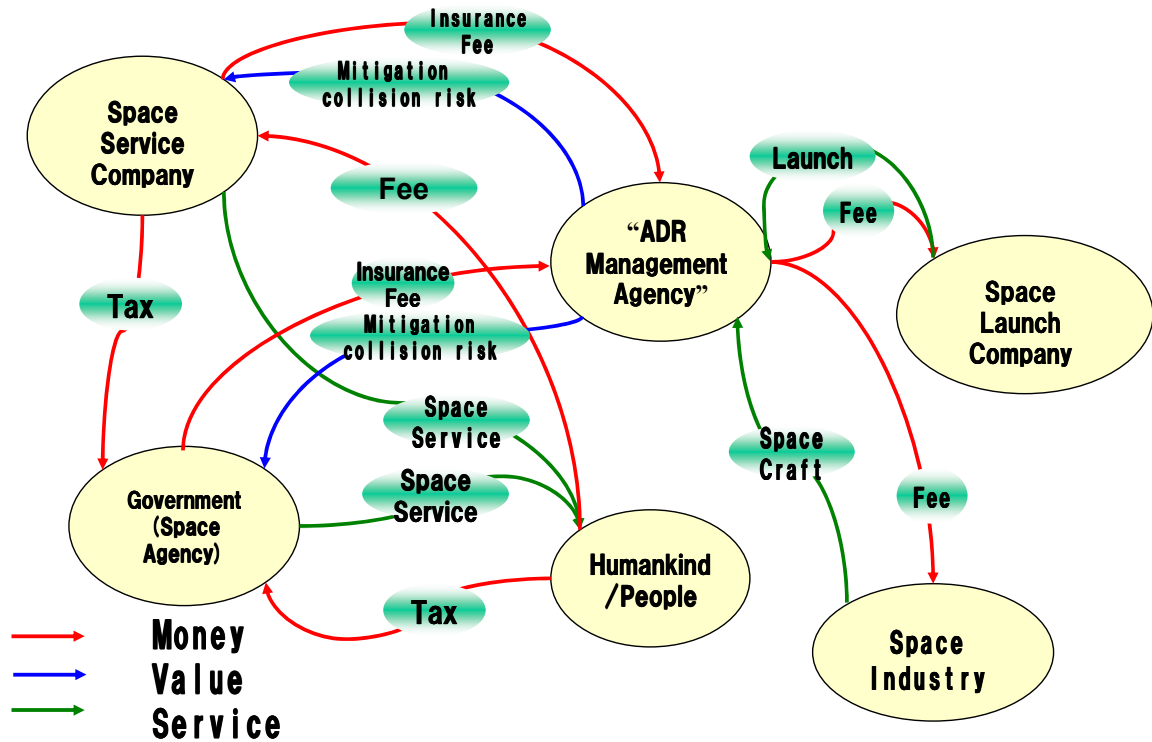 Insurance
Fee
Mitigation
collision risk
Space
Service
Company
Launch
Fee
Fee
“ADR
Management
Agency”
Insurance
Fee
Space
Launch
Company
Tax
Mitigation
collision risk
Space
Service
Space
Craft
Space
Service
Fee
Government
(Space
Agency)
Humankind
/People
Tax
Space
Industry
Money
Value
Service